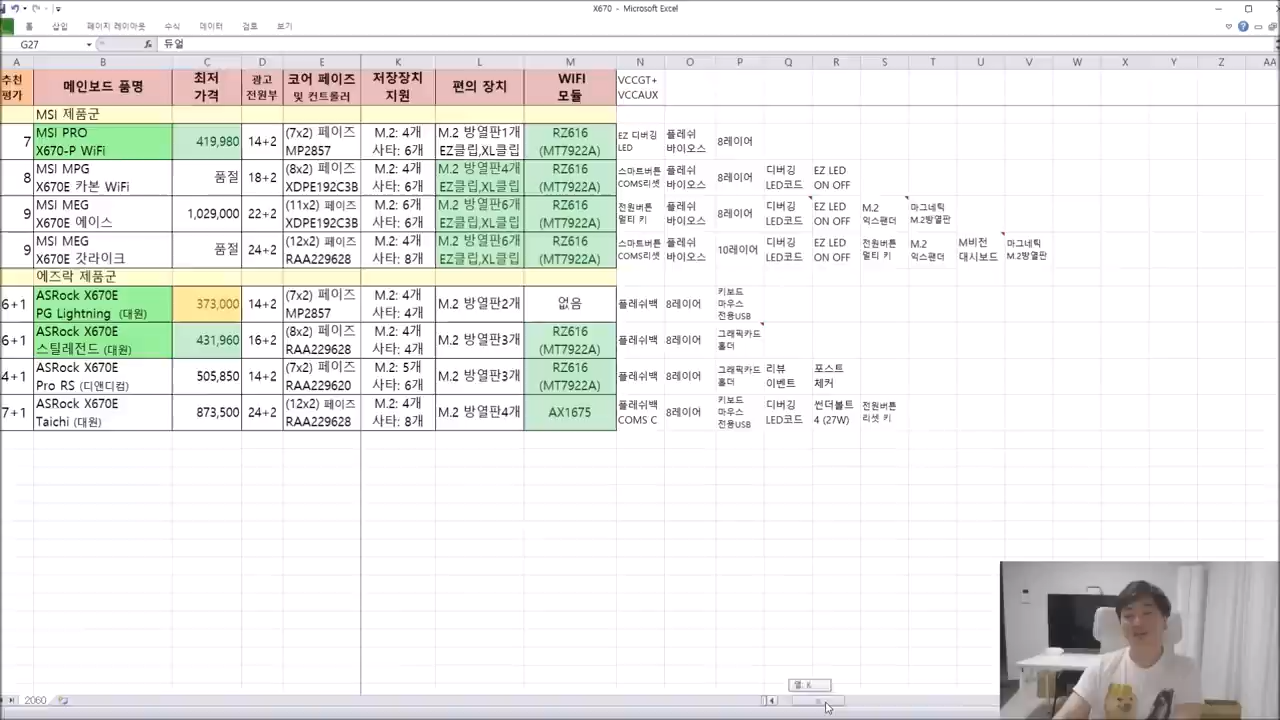 X670 - Microsoft Excel
홈 삽입 페이지 레이아웃 수식 데이터 검토 보기
G27 fx 듀얼
A B C D E K L M N O P Q R S T U V W X Y Z AA
추천 평가 메인보드 품명 최저 가격 광고 전원부 코어 페이즈 및 컨트롤러 저장장치 지원 편의 장치 WIFI 모듈 VCCGT+ VCCAUX
MSI 제품군
7 MSI PRO X670-P WiFi 419,980 14+2 (7x2) 페이즈 MP2857 M.2: 4개 사타: 6개 M.2 방열판1개 EZ클립,XL클립 RZ616 (MT7922A) EZ 디버깅 LED 플레쉬 바이오스 8레이어
8 MSI MPG X670E 카본 WiFi 품절 18+2 (8x2) 페이즈 XDPE192C3B M.2: 4개 사타: 6개 M.2 방열판4개 EZ클립,XL클립 RZ616 (MT7922A) 스마트버튼 COMS리셋 플레쉬 바이오스 8레이어 디버깅 LED코드 EZ LED ON OFF
9 MSI MEG X670E 에이스 1,029,000 22+2 (11x2) 페이즈 XDPE192C3B M.2: 6개 사타: 6개 M.2 방열판6개 EZ클립,XL클립 RZ616 (MT7922A) 전원버튼 멀티 키 플레쉬 바이오스 8레이어 디버깅 LED코드 EZ LED ON OFF M.2 익스팬더 마그네틱 M.2방열판
9 MSI MEG X670E 갓라이크 품절 24+2 (12x2) 페이즈 RAA229628 M.2: 4개 사타: 8개 M.2 방열판6개 EZ클립,XL클립 RZ616 (MT7922A) 스마트버튼 COMS리셋 플레쉬 바이오스 10레이어 디버깅 LED코드 EZ LED ON OFF 전원버튼 멀티 키 M.2 익스팬더 M비전 대시보드 마그네틱 M.2방열판
에즈락 제품군
6+1 ASRock X670E PG Lightning (대원) 373,000 14+2 (7x2) 페이즈 MP2857 M.2: 4개 사타: 6개 M.2 방열판2개 없음 플레쉬백 8레이어 키보드 마우스 전용USB
6+1 ASRock X670E 스틸레전드 (대원) 431,960 16+2 (8x2) 페이즈 RAA229628 M.2: 4개 사타: 4개 M.2 방열판3개 RZ616 (MT7922A) 플레쉬백 8레이어 그래픽카드 홀더
4+1 ASRock X670E Pro RS (디앤디컴) 505,850 14+2 (7x2) 페이즈 RAA229620 M.2: 5개 사타: 6개 M.2 방열판3개 RZ616 (MT7922A) 플레쉬백 8레이어 그래픽카드 홀더 리뷰 이벤트 포스트 체커
7+1 ASRock X670E Taichi (대원) 873,500 24+2 (12x2) 페이즈 RAA229628 M.2: 4개 사타: 8개 M.2 방열판4개 AX1675 플레쉬백 COMS C 8레이어 키보드 마우스 전용USB 디버깅 LED코드 썬더볼트 4 (27W) 전원버튼 리셋 키
열: K
2060